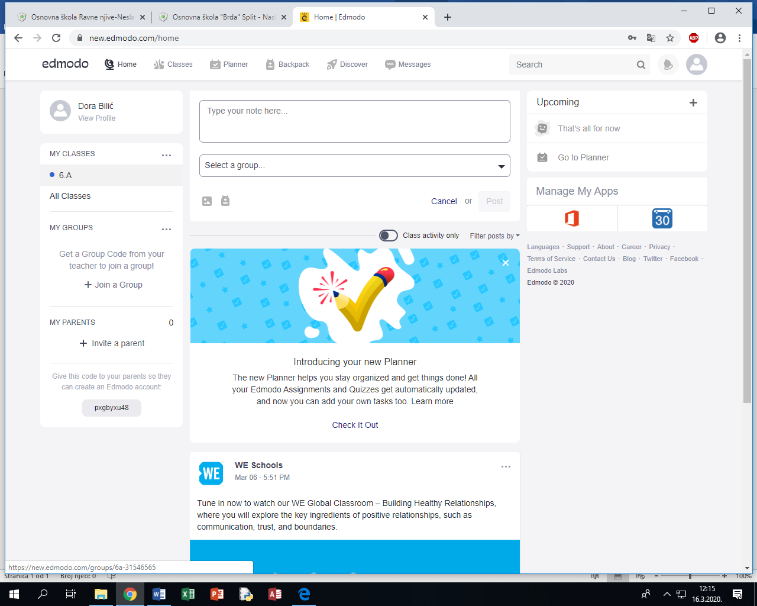 Osnovna škola Ravne njive-Nesl
Osnovna škola "Brda" Split - Nasl
Home | Edmodo
new.edmodo.com/home
ABP
edmodo
Home
Classes
Planner
Backpack
Discover
Messages
Search
Dora Bilić
View Profile
MY CLASSES
6.A
All Classes
MY GROUPS
Get a Group Code from your
teacher to join a group!
+ Join a Group
MY PARENTS 0
+ Invite a parent
Give this code to your parents so they
can create an Edmodo account:
pxgbyxu48
Type your note here...
Select a group...
Cancel or Post
Class activity only
Filter posts by
Introducing your new Planner
The new Planner helps you stay organized and get things done! All
your Edmodo Assignments and Quizzes get automatically updated,
and now you can add your own tasks too. Learn more
Check It Out
WE
WE Schools
Mar 06 - 5:51 PM
Tune in now to watch our WE Global Classroom – Building Healthy Relationships,
where you will explore the key ingredients of positive relationships, such as
communication, trust, and boundaries.
Upcoming
That's all for now
Go to Planner
Manage My Apps
30
Languages · Support · About · Career · Privacy ·
Terms of Service · Contact Us · Blog · Twitter · Facebook ·
Edmodo Labs
Edmodo © 2020
https://new.edmodo.com/groups/6a-31546565
Stranica 1 od 1
Broj riječi: 0
100%
12:15
16.3.2020.